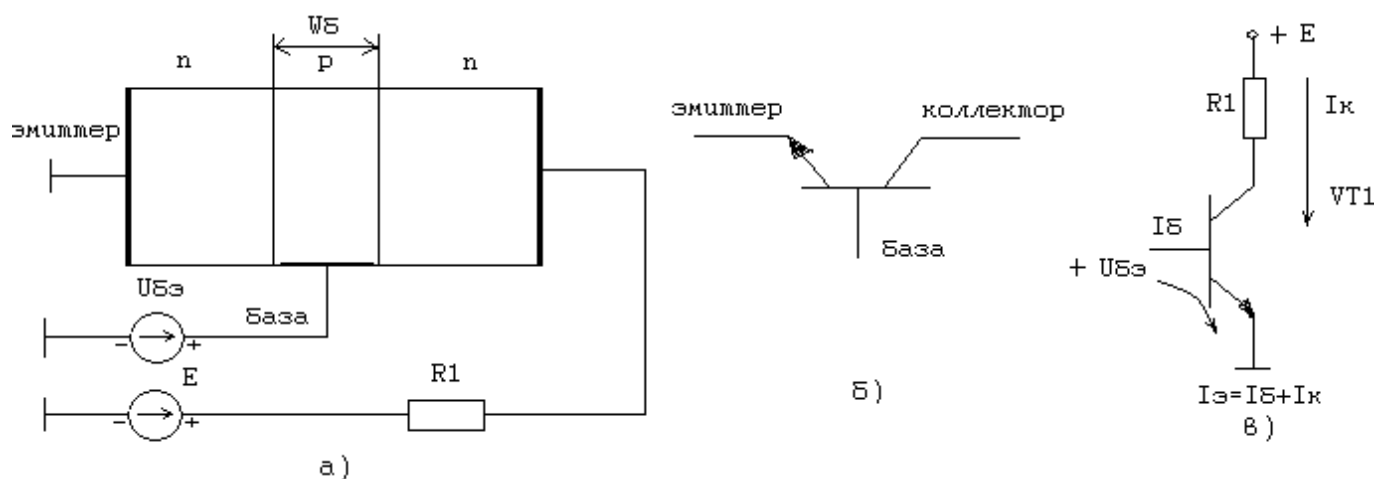 Wб
n
p
n
эмиттер
Uбэ
база
- +
E
R1
- +
а)
эмиттер
коллектор
база
б)
+ E
R1
Iк
VT1
Iб
+ Uбэ
Iэ=Iб+Iк
в)